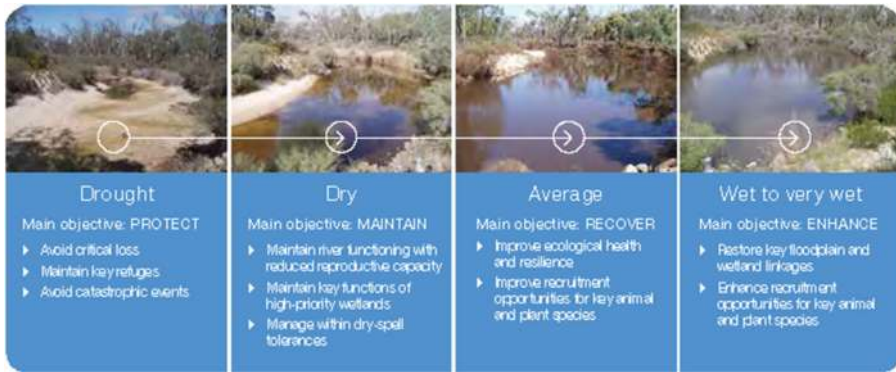 Drought
Main objective: PROTECT
Avoid critical loss
Maintain key refuges
Avoid catastrophic events
Dry
Main objective: MAINTAIN
Maintain river functioning with
reduced reproductive capacity
Maintain key functions of
high-priority wetlands
Manage within dry-spell
tolerances
Average
Main objective: RECOVER
Improve ecological health
and resilience
Improve recruitment
opportunities for key animal
and plant species
Wet to very wet
Main objective: ENHANCE
Restore key floodplain and
wetland linkages
Enhance recruitment
opportunities for key animal
and plant species